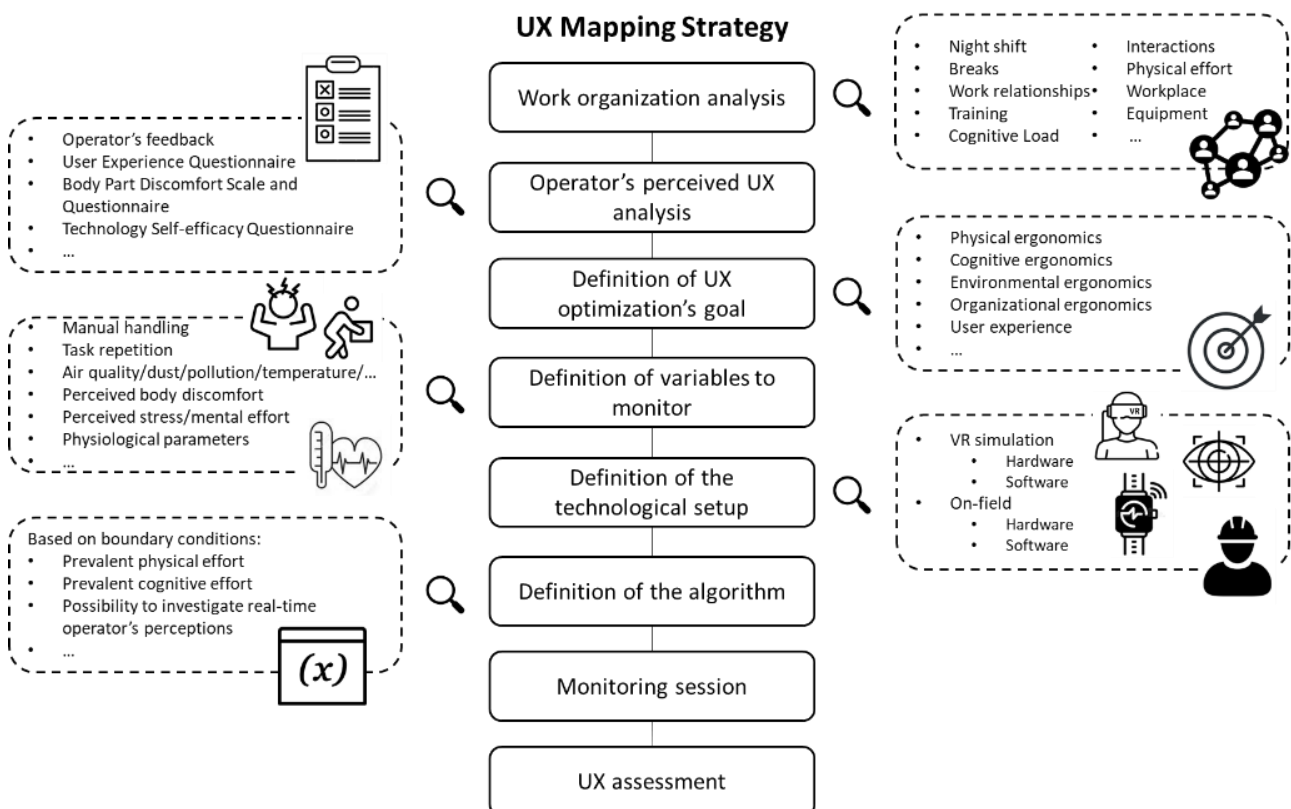 UX Mapping Strategy
Work organization analysis
• Night shift
• Breaks
• Work relationships
• Training
• Cognitive Load
• Interactions
• Physical effort
• Workplace
• Equipment
• ...
• Operator's feedback
• User Experience Questionnaire
• Body Part Discomfort Scale and
Questionnaire
• Technology Self-efficacy Questionnaire
• ...
Operator's perceived UX
analysis
Definition of UX
optimization's goal
• Physical ergonomics
• Cognitive ergonomics
• Environmental ergonomics
• Organizational ergonomics
• User experience
• ...
• Manual handling
• Task repetition
• Air quality/dust/pollution/temperature/...
• Perceived body discomfort
• Perceived stress/mental effort
• Physiological parameters
• ...
Definition of variables to
monitor
Definition of the
technological setup
• VR simulation
• Hardware
• Software
• On-field
• Hardware
• Software
VR
Based on boundary conditions:
• Prevalent physical effort
• Prevalent cognitive effort
• Possibility to investigate real-time
operator's perceptions
• ...
(x)
Definition of the algorithm
Monitoring session
UX assessment